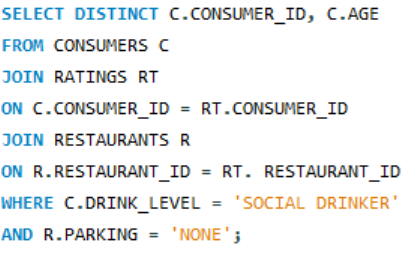 SELECT DISTINCT C.CONSUMER_ID, C.AGE
FROM CONSUMERS C
JOIN RATINGS RT
ON C.CONSUMER_ID = RT.CONSUMER_ID
JOIN RESTAURANTS R
ON R.RESTAURANT_ID = RT. RESTAURANT_ID
WHERE C.DRINK_LEVEL = 'SOCIAL DRINKER'
AND R.PARKING = 'NONE';